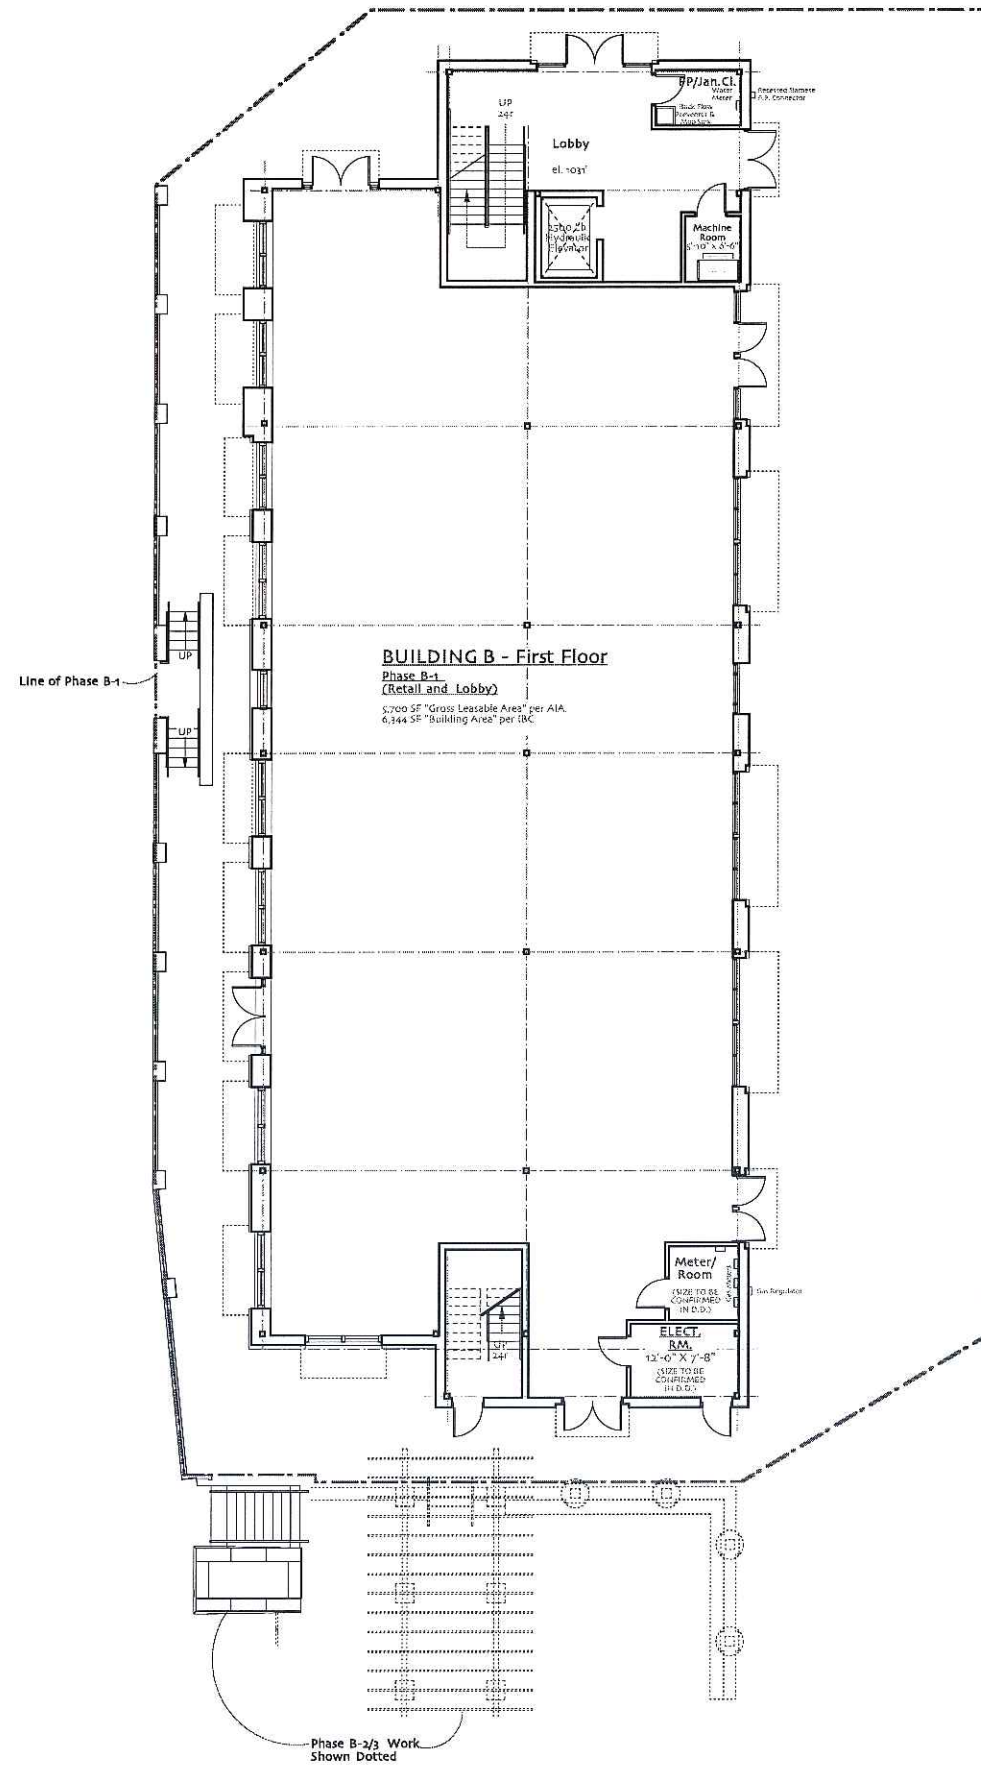 FP/Jan.Cl.
Water
Meter
Back Flow
Preventer &
Mop Sink
Recessed Siamese
F.P. Connector
UP
24r
Lobby
el. 1031'
2500 lb
Hydraulic
Elevator
Machine
Room
UP
Line of Phase B-1
UP
BUILDING B - First Floor
Phase B-1
(Retail and Lobby)
5,700 SF "Gross Leasable Area" per AIA
6,344 SF "Building Area" per IBC
Meter/
Room
(SIZE TO BE
CONFIRMED
IN D.D.)
Gas Meters
Gas Regulator
UP
24r
ELECT.
RM.
12'-0" X 7'-8"
(SIZE TO BE
CONFIRMED
IN D.D.)
Phase B-2/3 Work
Shown Dotted